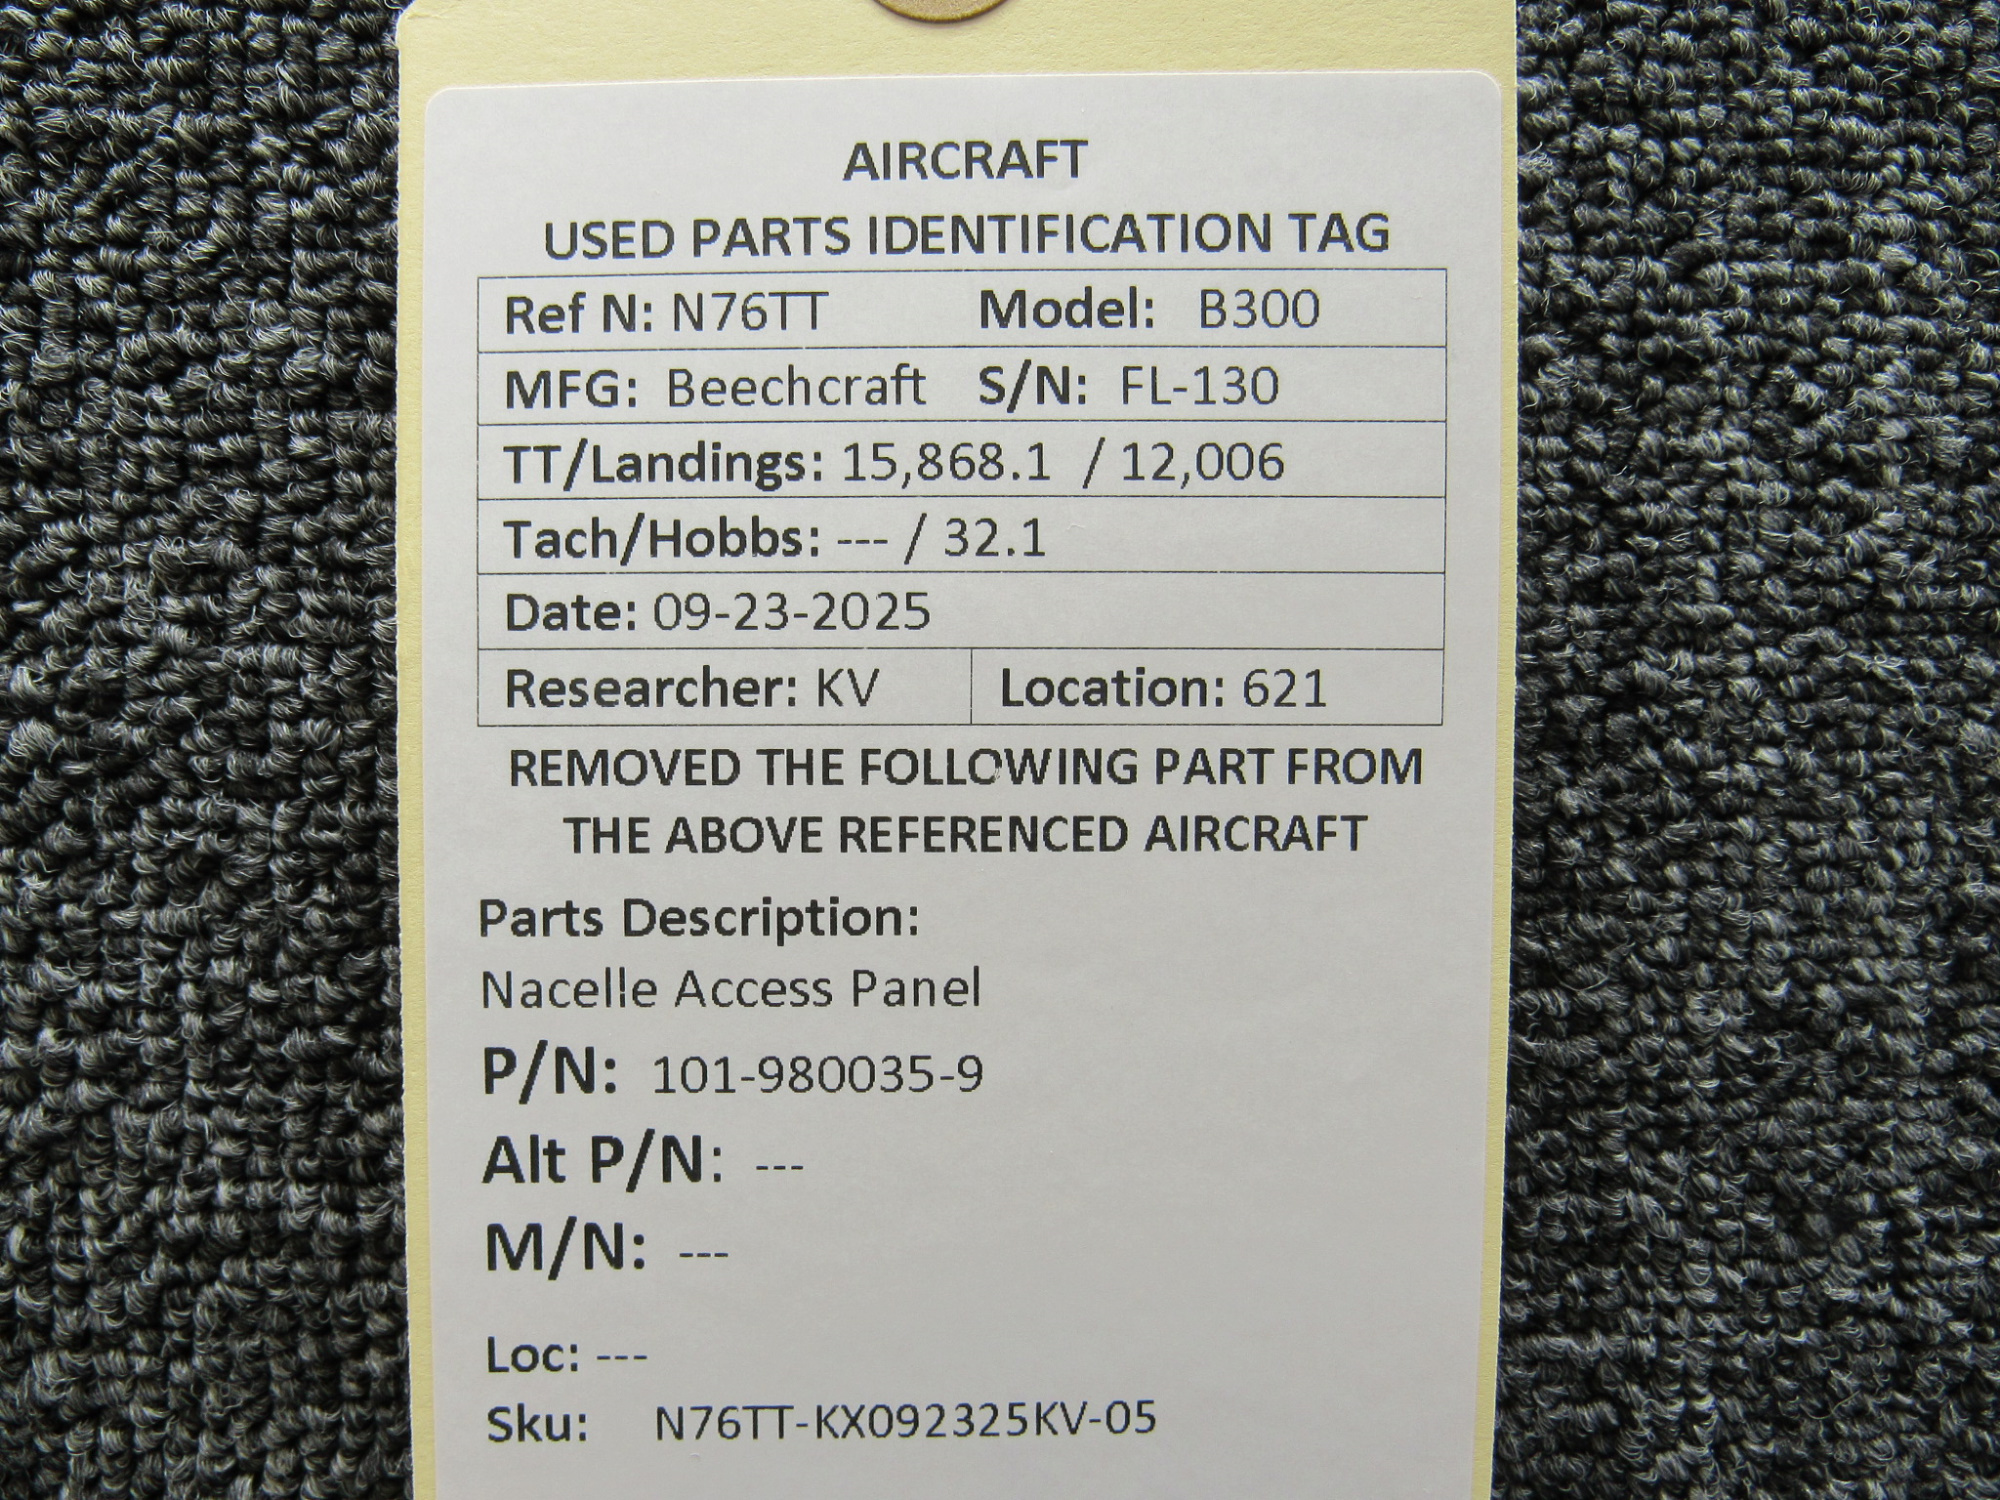 AIRCRAFT
USED PARTS IDENTIFICATION TAG
Ref N: N76TT Model: B300
MFG: Beechcraft S/N: FL-130
TT/Landings: 15,868.1 / 12,006
Tach/Hobbs: --- / 32.1
Date: 09-23-2025
Researcher: KV Location: 621
REMOVED THE FOLLOWING PART FROM
THE ABOVE REFERENCED AIRCRAFT
Parts Description:
Nacelle Access Panel
P/N: 101-980035-9
Alt P/N: ---
M/N: ---
Loc: ---
Sku: N76TT-KX092325KV-05